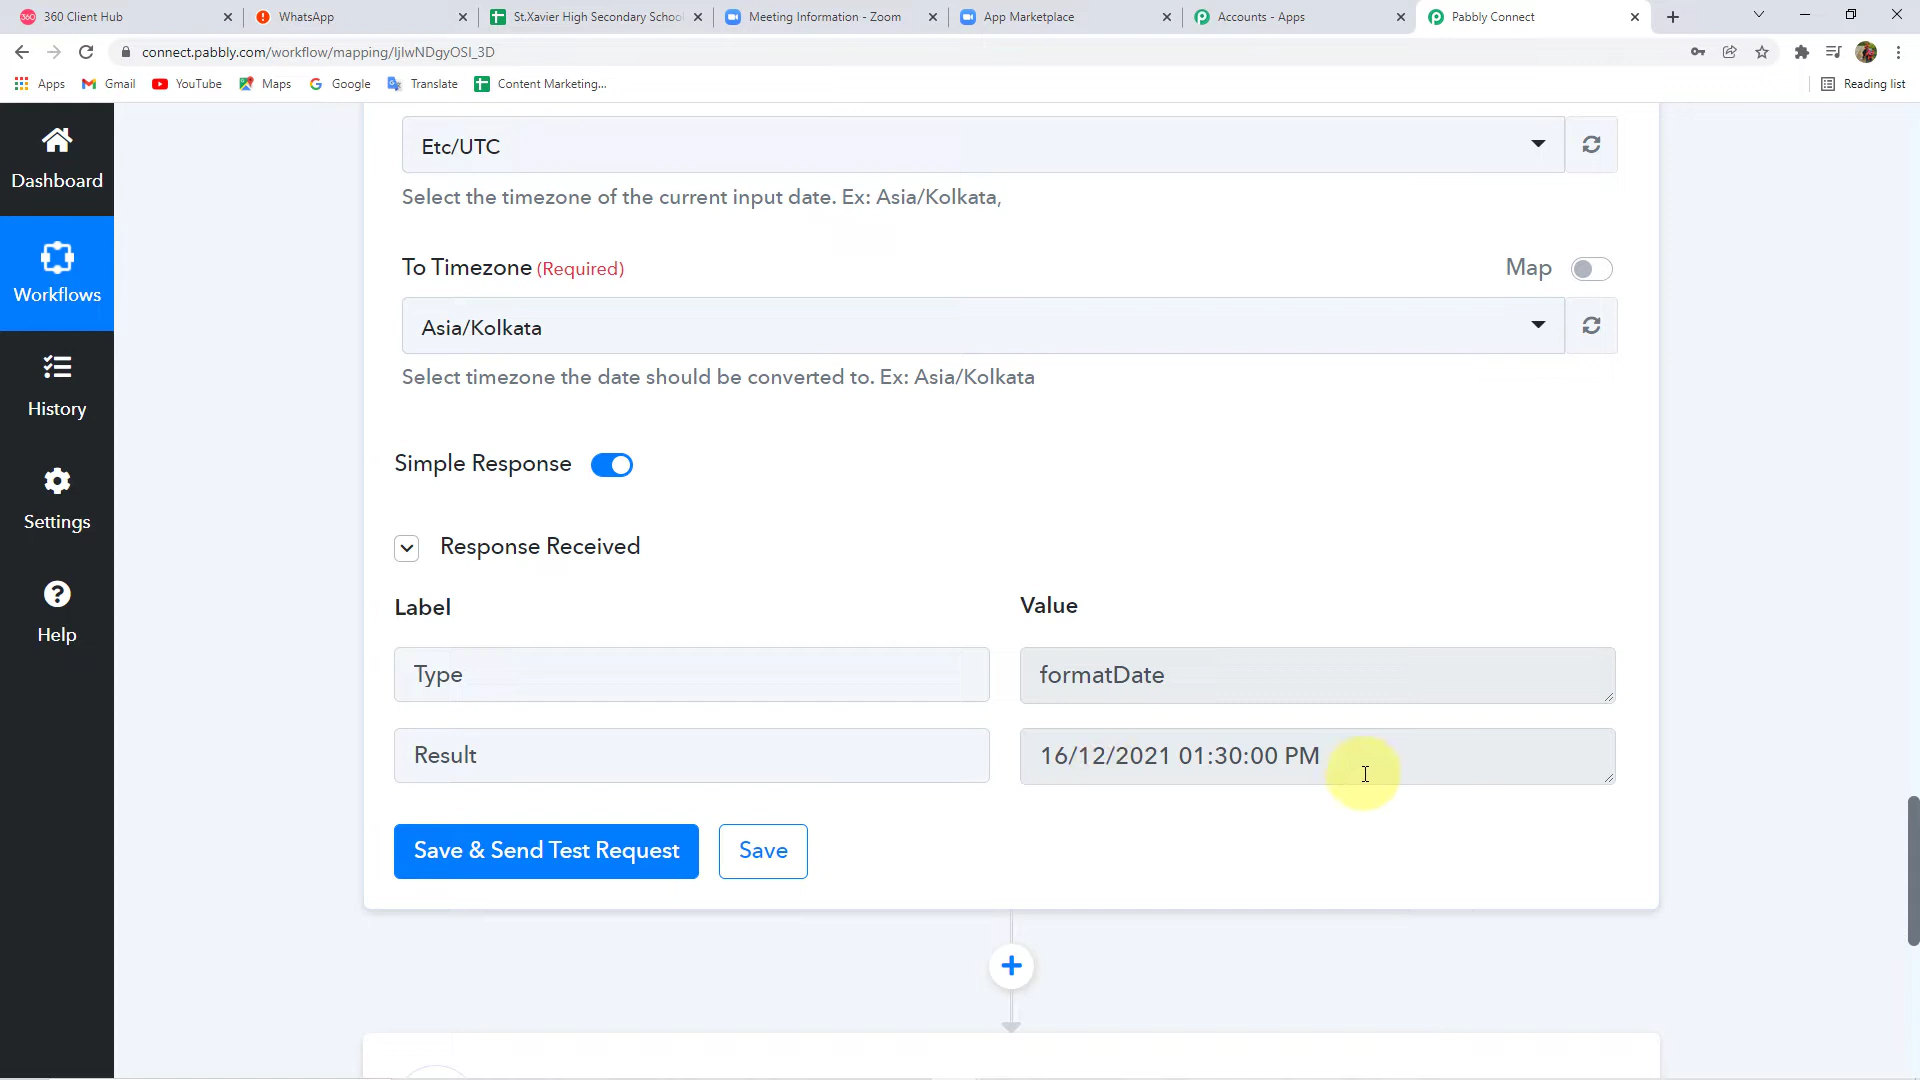 360 Client Hub
WhatsApp
St.Xavier High Secondary School
Meeting Information - Zoom
App Marketplace
Accounts - Apps
Pabbly Connect
connect.pabbly.com/workflow/mapping/IjIwNDgyOSI_3D
Apps
Gmail
YouTube
Maps
Google
Translate
Content Marketing...
Reading list
Dashboard
Workflows
History
Settings
Help
Etc/UTC
Select the timezone of the current input date. Ex: Asia/Kolkata,
To Timezone (Required)
Map
Asia/Kolkata
Select timezone the date should be converted to. Ex: Asia/Kolkata
Simple Response
Response Received
Label
Value
Type
formatDate
Result
16/12/2021 01:30:00 PM
Save & Send Test Request
Save